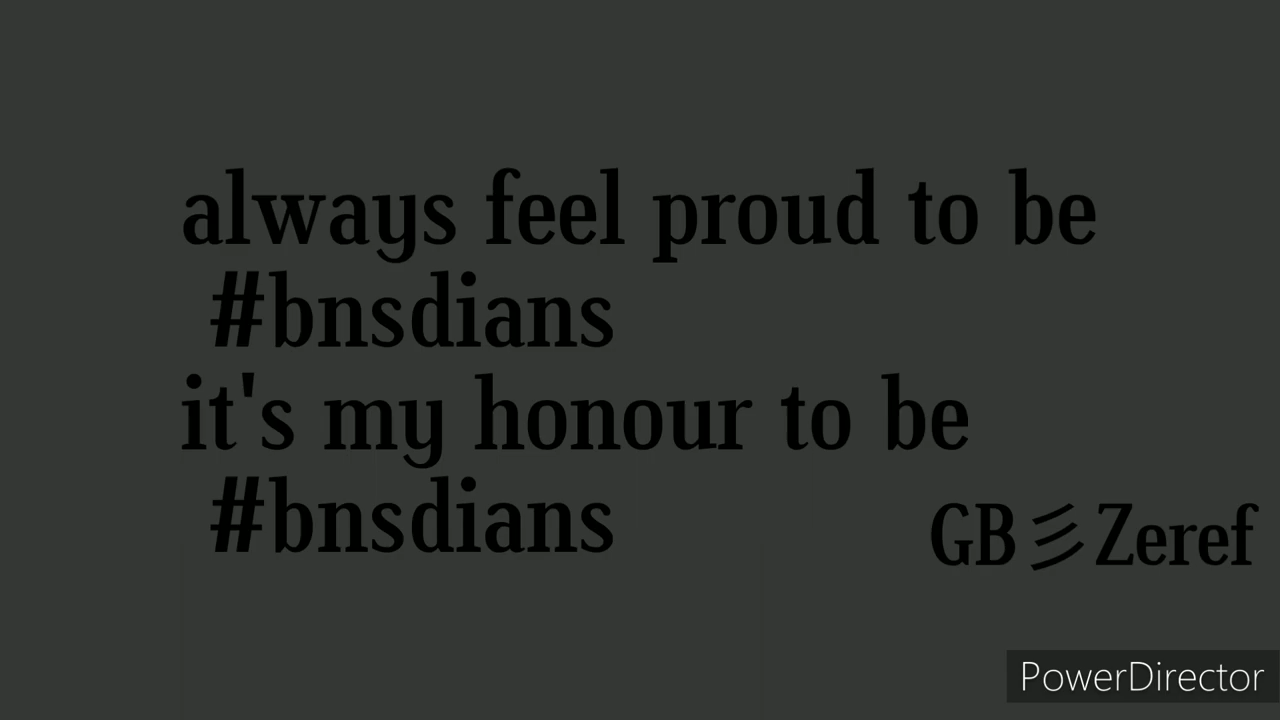 always feel proud to be
#bnsdians
it's my honour to be
#bnsdians
GB彡Zeref
PowerDirector